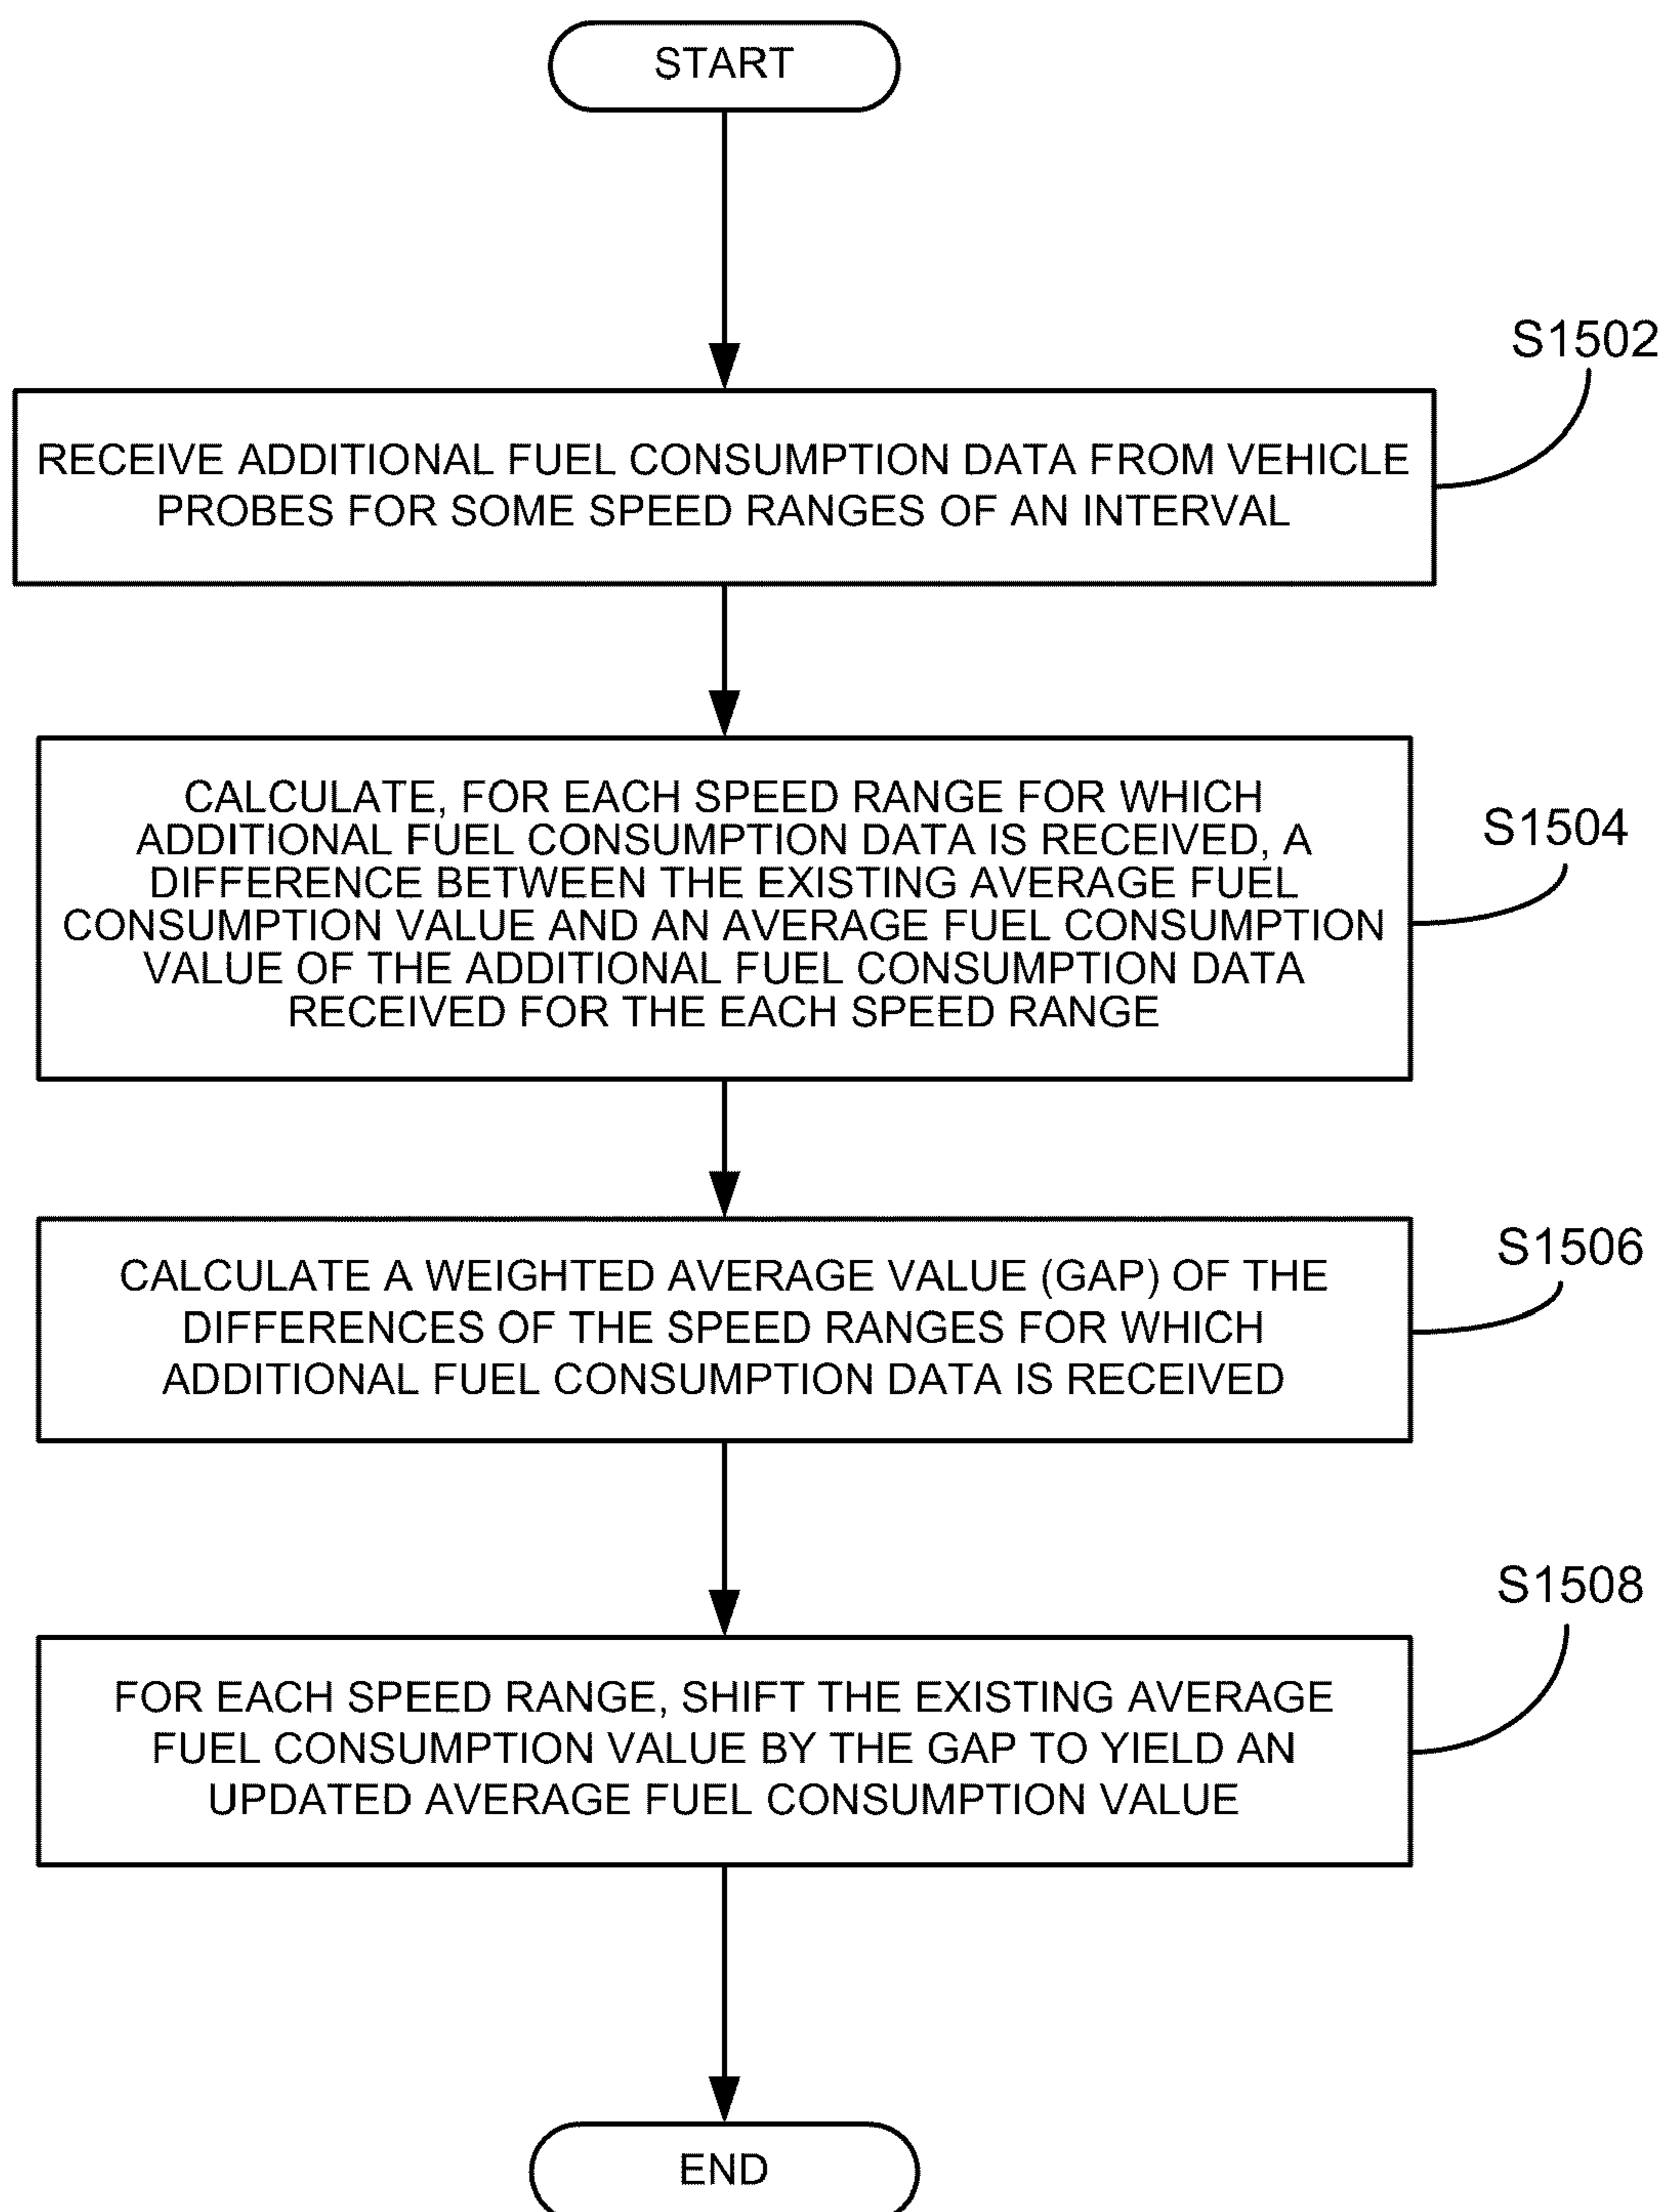 START
S1502
RECEIVE ADDITIONAL FUEL CONSUMPTION DATA FROM VEHICLE
PROBES FOR SOME SPEED RANGES OF AN INTERVAL
S1504
CALCULATE, FOR EACH SPEED RANGE FOR WHICH
ADDITIONAL FUEL CONSUMPTION DATA IS RECEIVED, A
DIFFERENCE BETWEEN THE EXISTING AVERAGE FUEL
CONSUMPTION VALUE AND AN AVERAGE FUEL CONSUMPTION
VALUE OF THE ADDITIONAL FUEL CONSUMPTION DATA
RECEIVED FOR THE EACH SPEED RANGE
S1506
CALCULATE A WEIGHTED AVERAGE VALUE (GAP) OF THE
DIFFERENCES OF THE SPEED RANGES FOR WHICH
ADDITIONAL FUEL CONSUMPTION DATA IS RECEIVED
S1508
FOR EACH SPEED RANGE, SHIFT THE EXISTING AVERAGE
FUEL CONSUMPTION VALUE BY THE GAP TO YIELD AN
UPDATED AVERAGE FUEL CONSUMPTION VALUE
END